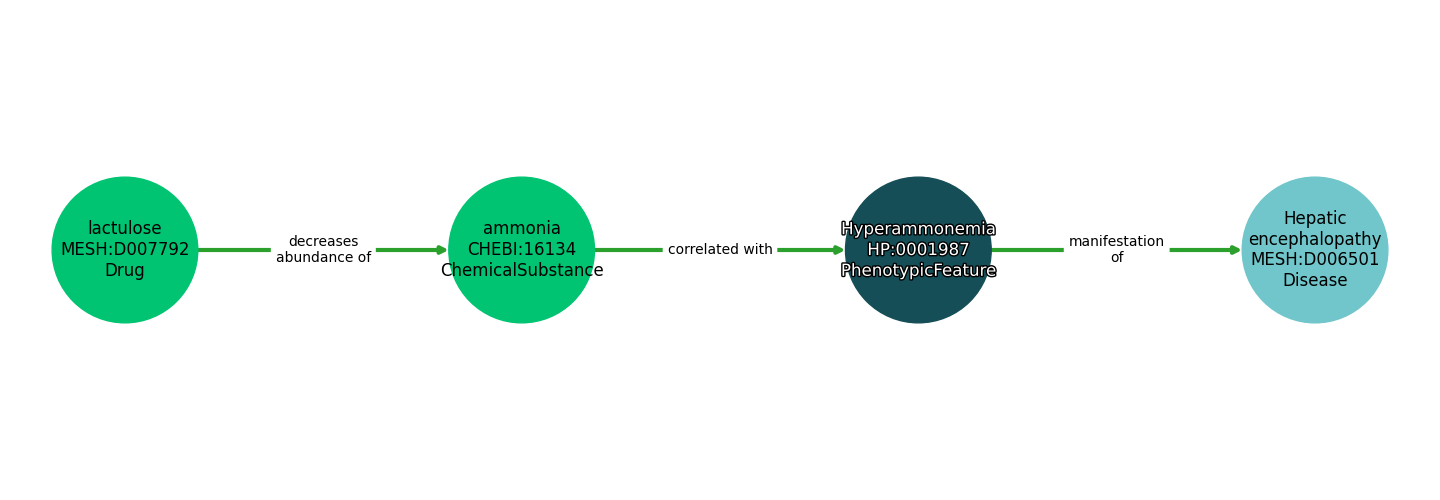 lactulose
MESH:D007792
Drug
decreases
abundance of
ammonia
CHEBI:16134
ChemicalSubstance
correlated with
Hyperammonemia
HP:0001987
PhenotypicFeature
manifestation
of
Hepatic
encephalopathy
MESH:D006501
Disease